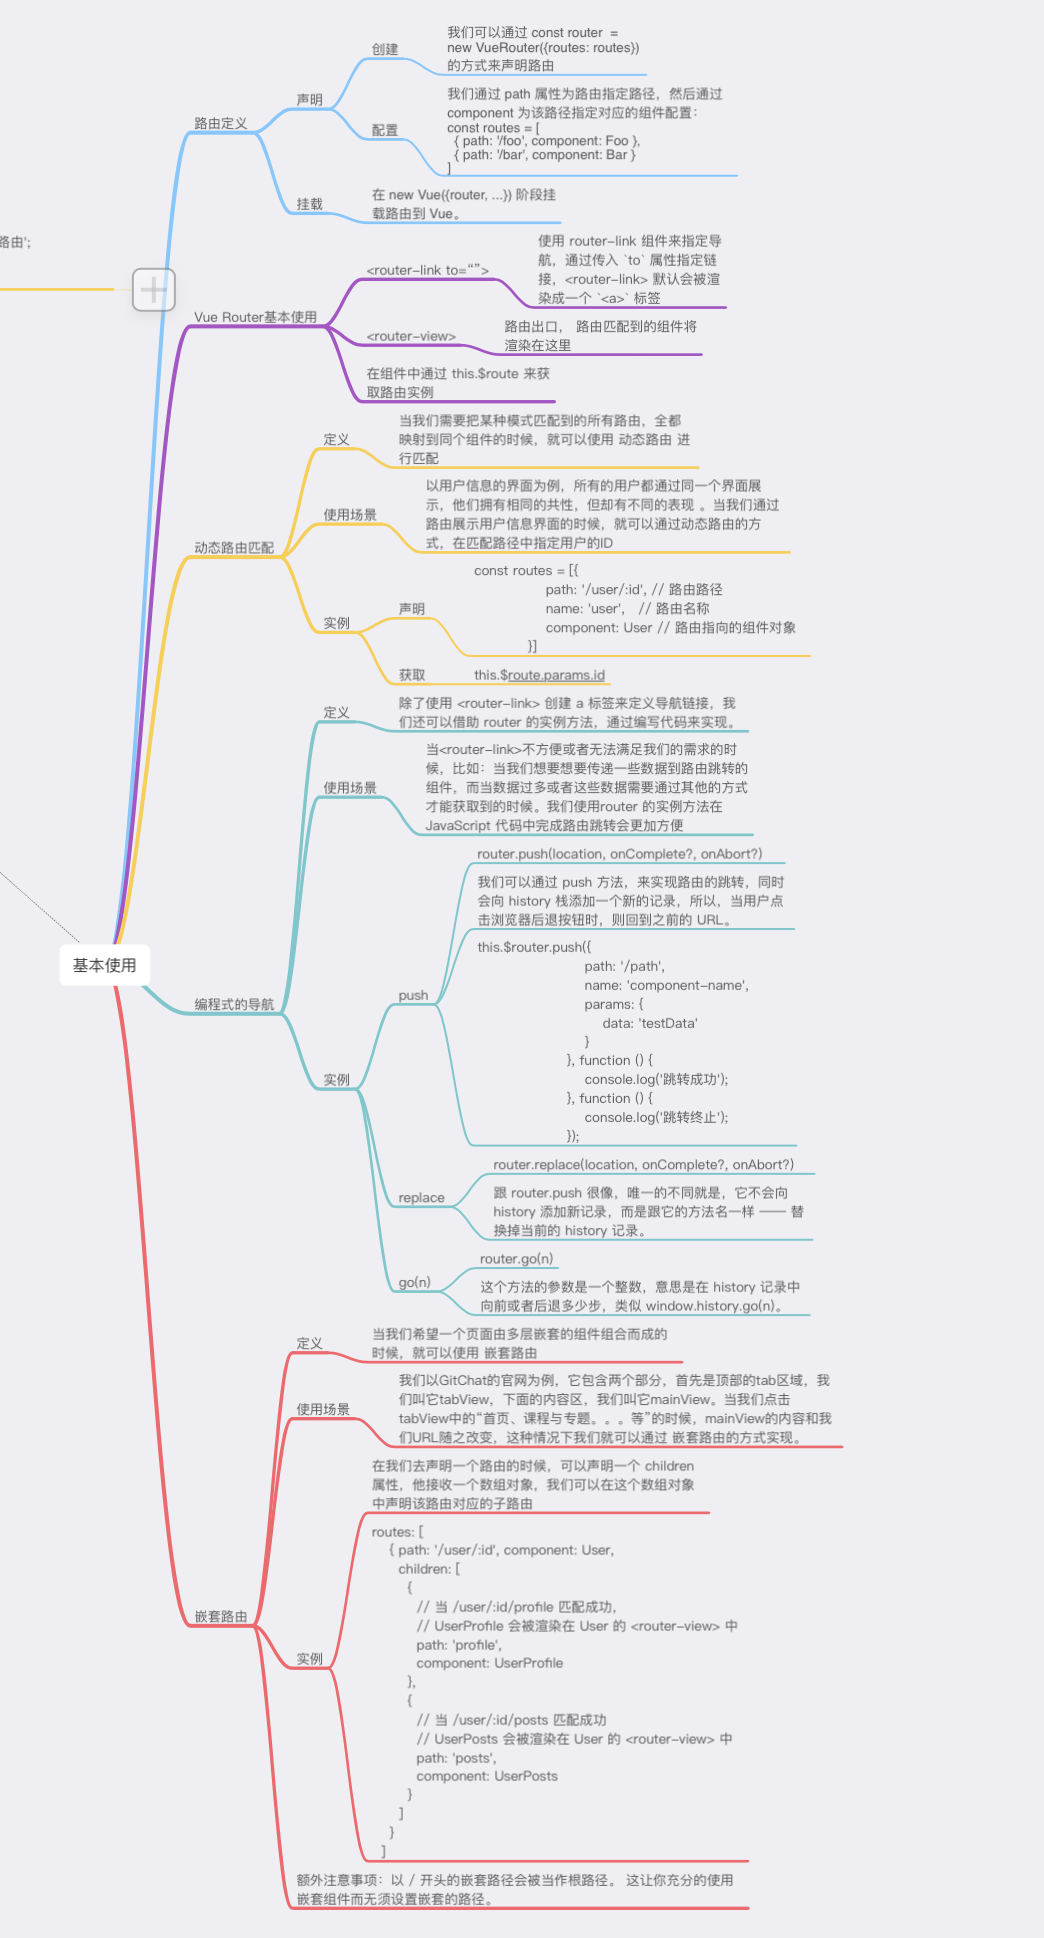 我们可以通过 const router =
new VueRouter({routes: routes})
的方式来声明路由
创建
我们通过 path 属性为路由指定路径，然后通过
component 为该路径指定对应的组件配置：
const routes = [
{ path: '/foo', component: Foo },
{ path: '/bar', component: Bar }
]
声明
配置
路由定义
挂载
在 new Vue({router, ...}) 阶段挂
载路由到 Vue。
路由';
使用 router-link 组件来指定导
航，通过传入 `to` 属性指定链
接，<router-link> 默认会被渲
染成一个 `<a>` 标签
<router-link to=“”>
Vue Router基本使用
<router-view>
路由出口， 路由匹配到的组件将
渲染在这里
在组件中通过 this.$route 来获
取路由实例
定义
当我们需要把某种模式匹配到的所有路由，全都
映射到同个组件的时候，就可以使用 动态路由 进
行匹配
使用场景
以用户信息的界面为例，所有的用户都通过同一个界面展
示，他们拥有相同的共性，但却有不同的表现 。当我们通过
路由展示用户信息界面的时候，就可以通过动态路由的方
式，在匹配路径中指定用户的ID
动态路由匹配
实例
声明
const routes = [{
path: '/user/:id', // 路由路径
name: 'user', // 路由名称
component: User // 路由指向的组件对象
}]
获取
this.$route.params.id
定义
除了使用 <router-link> 创建 a 标签来定义导航链接，我
们还可以借助 router 的实例方法，通过编写代码来实现。
使用场景
当<router-link>不方便或者无法满足我们的需求的时
候，比如：当我们想要想要传递一些数据到路由跳转的
组件，而当数据过多或者这些数据需要通过其他的方式
才能获取到的时候。我们使用router 的实例方法在
JavaScript 代码中完成路由跳转会更加方便
基本使用
编程式的导航
实例
push
router.push(location, onComplete?, onAbort?)
我们可以通过 push 方法，来实现路由的跳转，同时
会向 history 栈添加一个新的记录，所以，当用户点
击浏览器后退按钮时，则回到之前的 URL。
this.$router.push({
path: '/path',
name: 'component-name',
params: {
data: 'testData'
}
}, function () {
console.log('跳转成功');
}, function () {
console.log('跳转终止');
});
replace
router.replace(location, onComplete?, onAbort?)
跟 router.push 很像，唯一的不同就是，它不会向
history 添加新记录，而是跟它的方法名一样 —— 替
换掉当前的 history 记录。
go(n)
router.go(n)
这个方法的参数是一个整数，意思是在 history 记录中
向前或者后退多少步，类似 window.history.go(n)。
定义
当我们希望一个页面由多层嵌套的组件组合而成的
时候，就可以使用 嵌套路由
使用场景
我们以GitChat的官网为例，它包含两个部分，首先是顶部的tab区域，我
们叫它tabView，下面的内容区，我们叫它mainView。当我们点击
tabView中的“首页、课程与专题。。。等”的时候，mainView的内容和我
们URL随之改变，这种情况下我们就可以通过 嵌套路由的方式实现。
嵌套路由
实例
在我们去声明一个路由的时候，可以声明一个 children
属性，他接收一个数组对象，我们可以在这个数组对象
中声明该路由对应的子路由
routes: [
{ path: '/user/:id', component: User,
children: [
{
// 当 /user/:id/profile 匹配成功，
// UserProfile 会被渲染在 User 的 <router-view> 中
path: 'profile',
component: UserProfile
},
{
// 当 /user/:id/posts 匹配成功
// UserPosts 会被渲染在 User 的 <router-view> 中
path: 'posts',
component: UserPosts
}
]
}
]
额外注意事项：以 / 开头的嵌套路径会被当作根路径。 这让你充分的使用
嵌套组件而无须设置嵌套的路径。